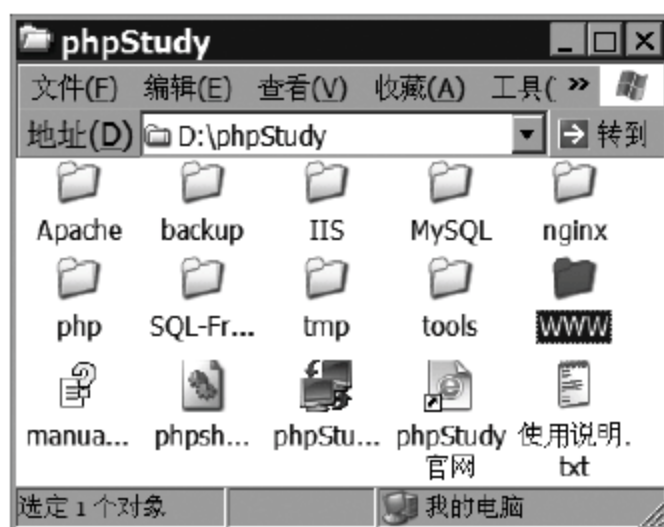 phpStudy
文件(F) 编辑(E) 查看(V) 收藏(A) 工具( »
地址(D) D:\phpStudy 转到
Apache backup IIS MySQL nginx
php SQL-Fr... tmp tools WWW
manua... phpsh... phpStu... phpStudy 官网 使用说明.txt
选定 1 个对象 我的电脑